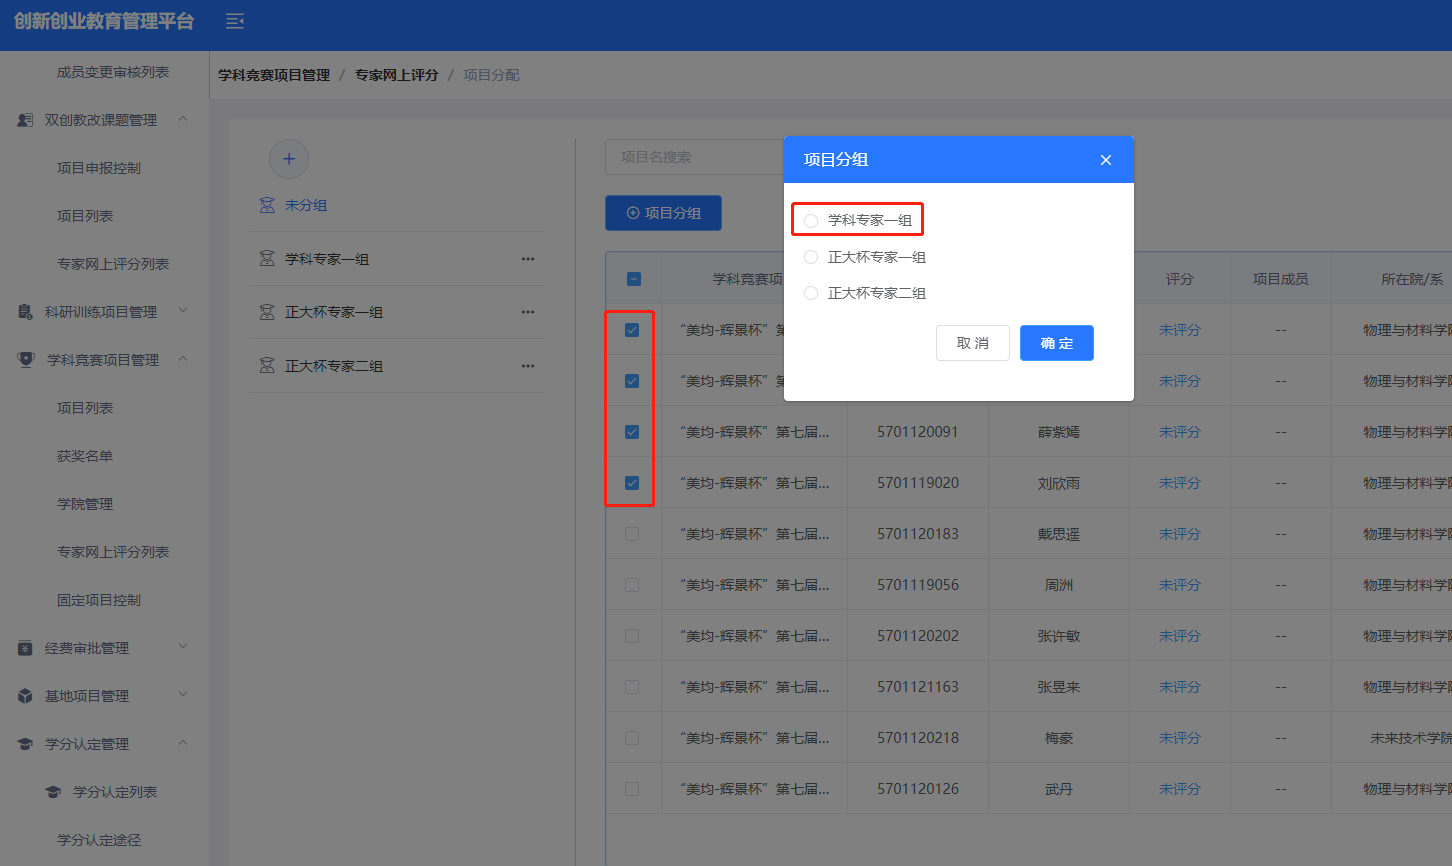 创新创业教育管理平台
成员变更审核列表
双创教改课题管理
项目申报控制
项目列表
专家网上评分列表
科研训练项目管理
学科竞赛项目管理
项目列表
获奖名单
学院管理
专家网上评分列表
固定项目控制
经费审批管理
基地项目管理
学分认定管理
学分认定列表
学分认定途径
学科竞赛项目管理 / 专家网上评分 / 项目分配
未分组
学科专家一组
正大杯专家一组
正大杯专家二组
项目名搜索
项目分组
项目分组
学科专家一组
正大杯专家一组
正大杯专家二组
取 消 确 定
学科竞赛项 评分 项目成员 所在院/系
“美均-辉景杯” 未评分 -- 物理与材料学
“美均-辉景杯” 未评分 -- 物理与材料学
“美均-辉景杯”第七届... 5701120091 薛紫嫣 未评分 -- 物理与材料学
“美均-辉景杯”第七届... 5701119020 刘欣雨 未评分 -- 物理与材料学
“美均-辉景杯”第七届... 5701120183 戴思遥 未评分 -- 物理与材料学
“美均-辉景杯”第七届... 5701119056 周洲 未评分 -- 物理与材料学
“美均-辉景杯”第七届... 5701120202 张许敏 未评分 -- 物理与材料学
“美均-辉景杯”第七届... 5701121163 张昱来 未评分 -- 物理与材料学
“美均-辉景杯”第七届... 5701120218 梅豪 未评分 -- 未来技术学院
“美均-辉景杯”第七届... 5701120126 武丹 未评分 -- 物理与材料学